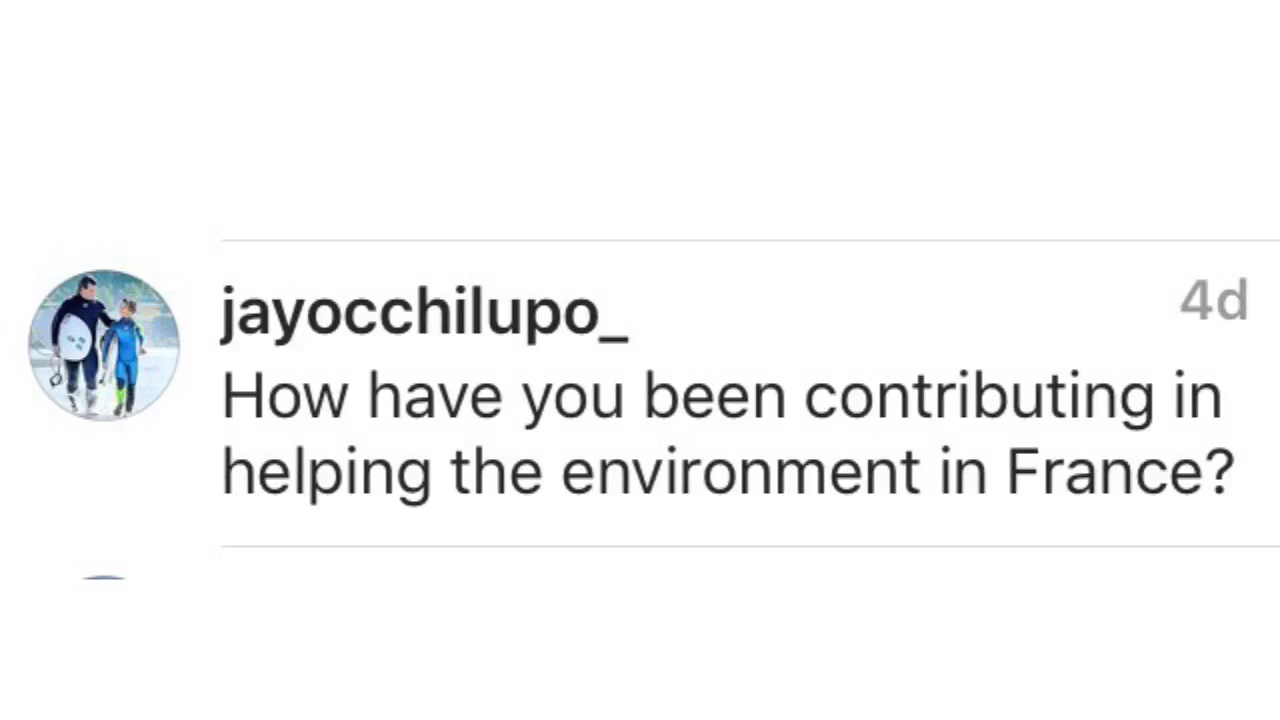 jayocchilupo_
4d
How have you been contributing in
helping the environment in France?